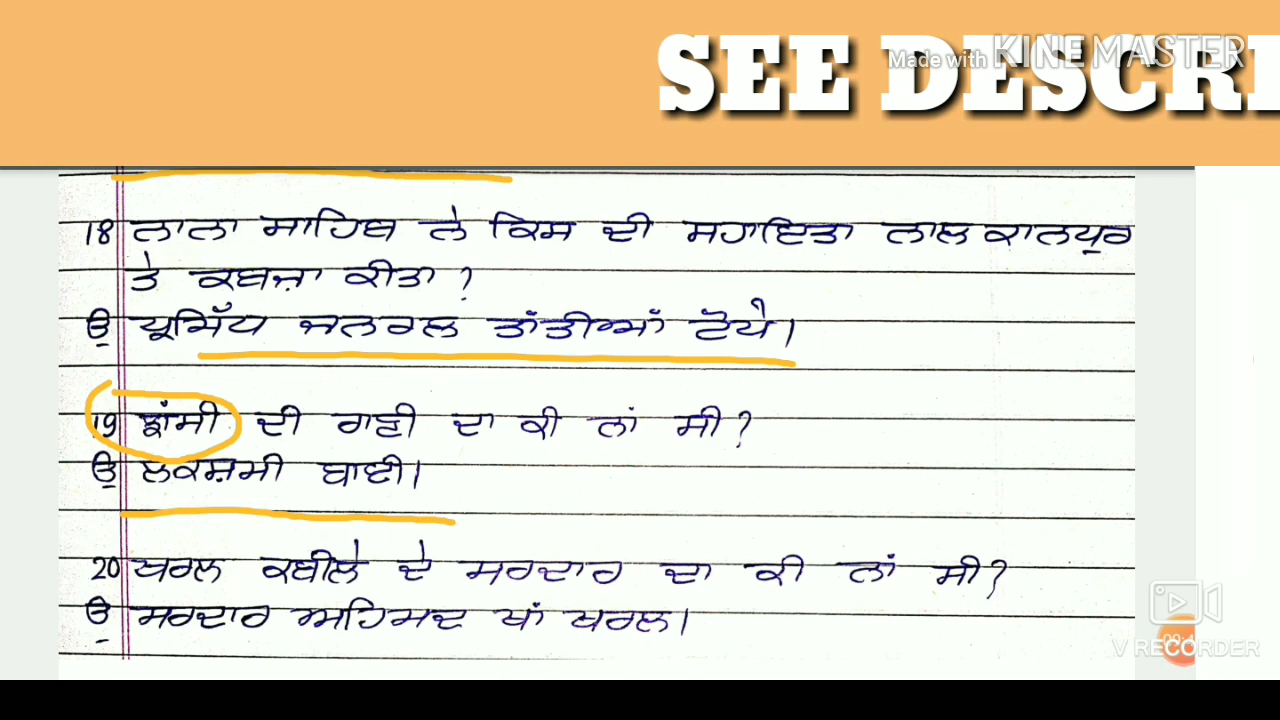 SEE DESCRI
Made with KINEMASTER
18 ਨਾਨਾ ਸਾਹਿਬ ਨੇ ਕਿਸ ਦੀ ਸਹਾਇਤਾ ਨਾਲ ਕਾਨਪੁਰ
ਤੇ ਕਬਜ਼ਾ ਕੀਤਾ?
ਉ ਪ੍ਰਸਿੱਧ ਜਨਰਲ ਤਾਂਤੀਆਂ ਟੋਪੇ।
19 ਝਾਂਸੀ ਦੀ ਰਾਣੀ ਦਾ ਕੀ ਨਾਂ ਸੀ?
ਉ ਲਕਸ਼ਮੀ ਬਾਈ।
20 ਖਰਲ ਕਬੀਲੇ ਦੇ ਸਰਦਾਰ ਦਾ ਕੀ ਨਾਂ ਸੀ?
ਉ ਸਰਦਾਰ ਅਹਿਮਦ ਖਾਂ ਖਰਲ।
V RECORDER